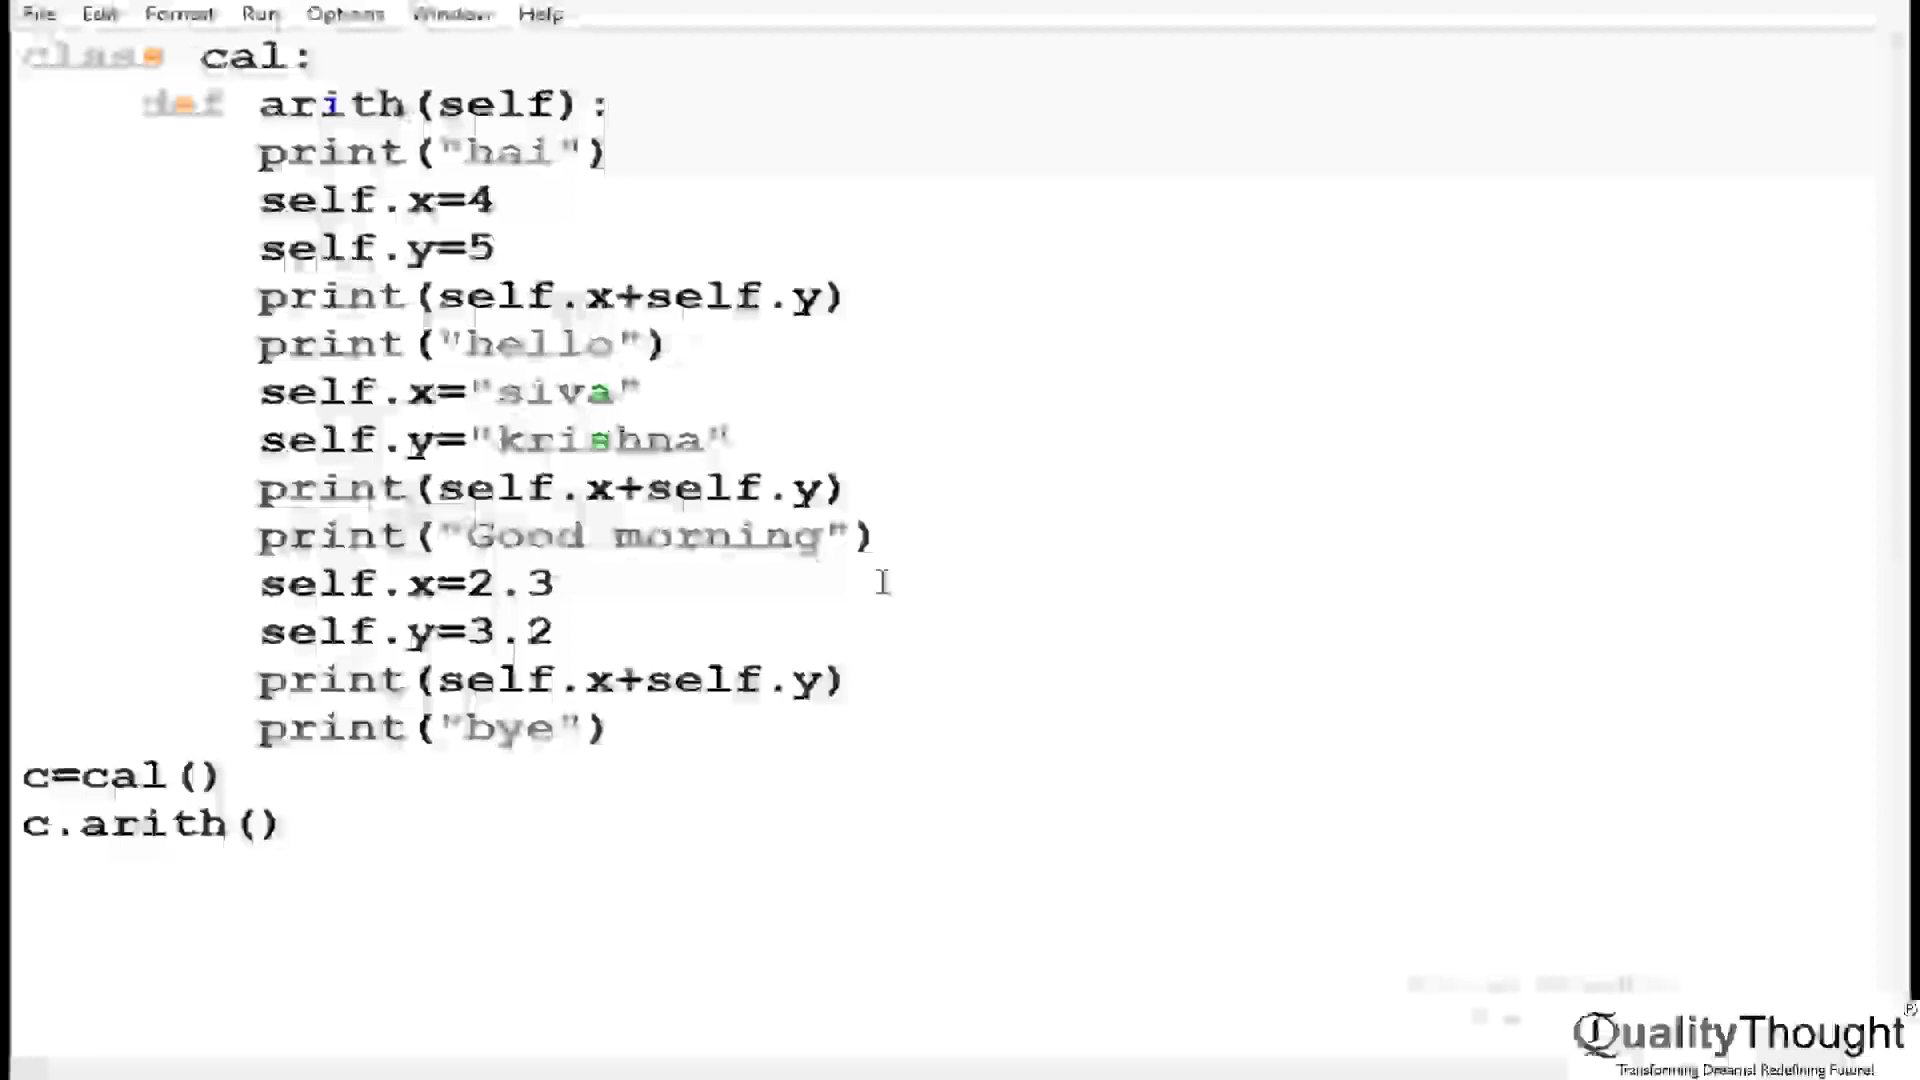 File Edit Format Run Options Window Help
class cal:
    def arith(self):
        print("hai")
        self.x=4
        self.y=5
        print(self.x+self.y)
        print("hello")
        self.x="siva"
        self.y="krishna"
        print(self.x+self.y)
        print("Good morning")
        self.x=2.3
        self.y=3.2
        print(self.x+self.y)
        print("bye")
c=cal()
c.arith()
QualityThought®
Transforming Dreams! Redefining Future!